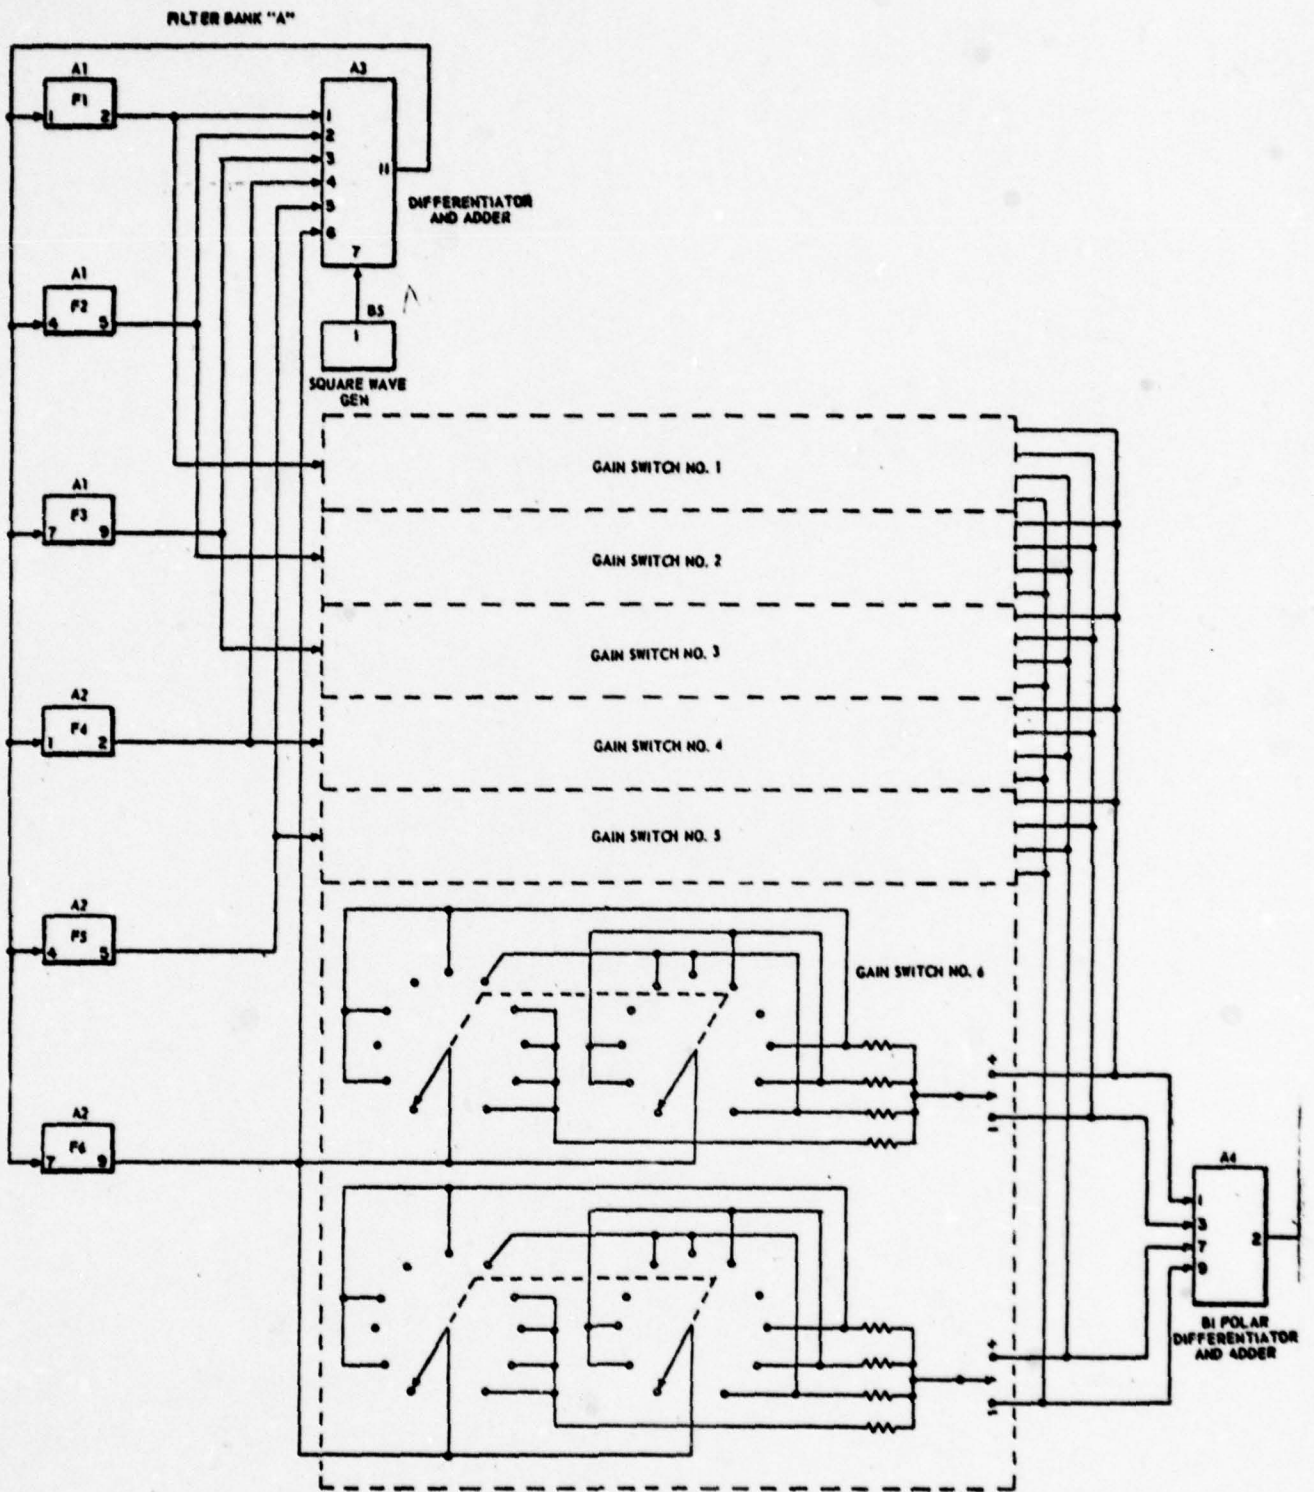 FILTER BANK "A"
A1
F1
1 2
A3
1
2
3
4
5
6
7
11
DIFFERENTIATOR
AND ADDER
A1
F2
4 5
B5
1
SQUARE WAVE
GEN
A1
F3
7 9
A2
F4
1 2
A2
F5
4 5
A2
F6
7 9
GAIN SWITCH NO. 1
GAIN SWITCH NO. 2
GAIN SWITCH NO. 3
GAIN SWITCH NO. 4
GAIN SWITCH NO. 5
GAIN SWITCH NO. 6
+
-
+
-
A4
1
3
7
9
2
BI POLAR
DIFFERENTIATOR
AND ADDER